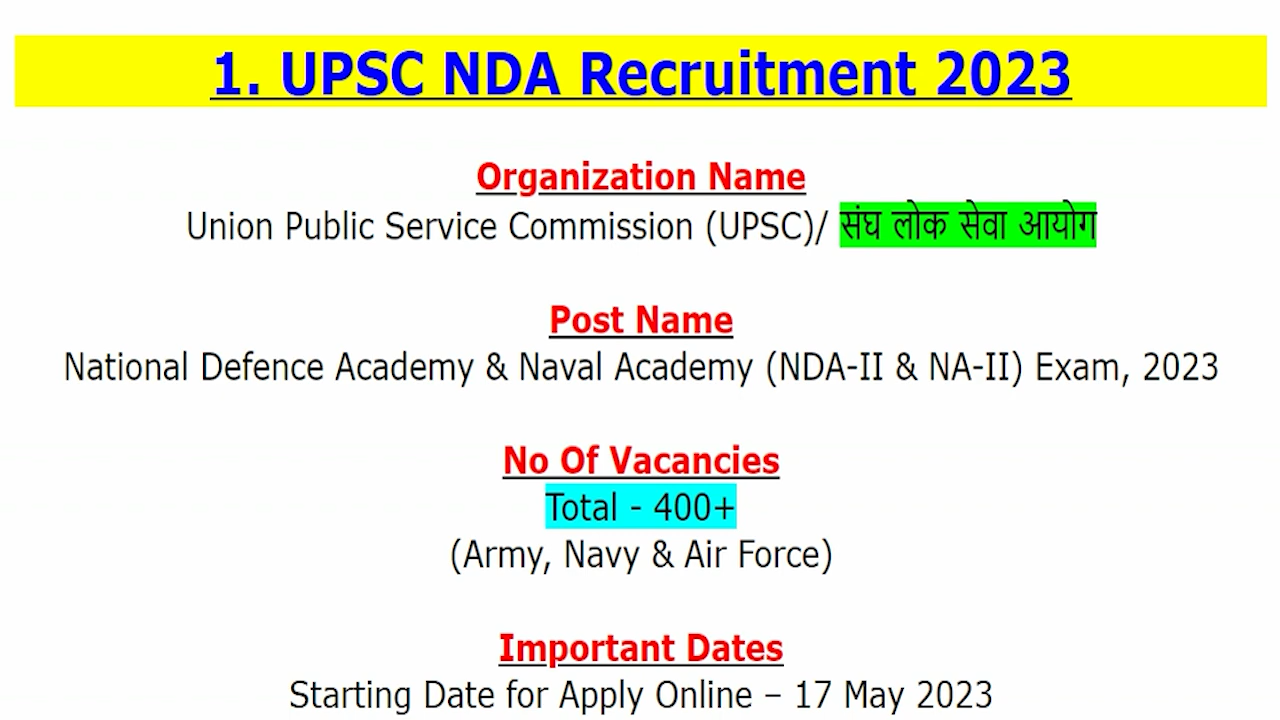 1. UPSC NDA Recruitment 2023
Organization Name
Union Public Service Commission (UPSC)/ संघ लोक सेवा आयोग
Post Name
National Defence Academy & Naval Academy (NDA-II & NA-II) Exam, 2023
No Of Vacancies
Total - 400+
(Army, Navy & Air Force)
Important Dates
Starting Date for Apply Online – 17 May 2023